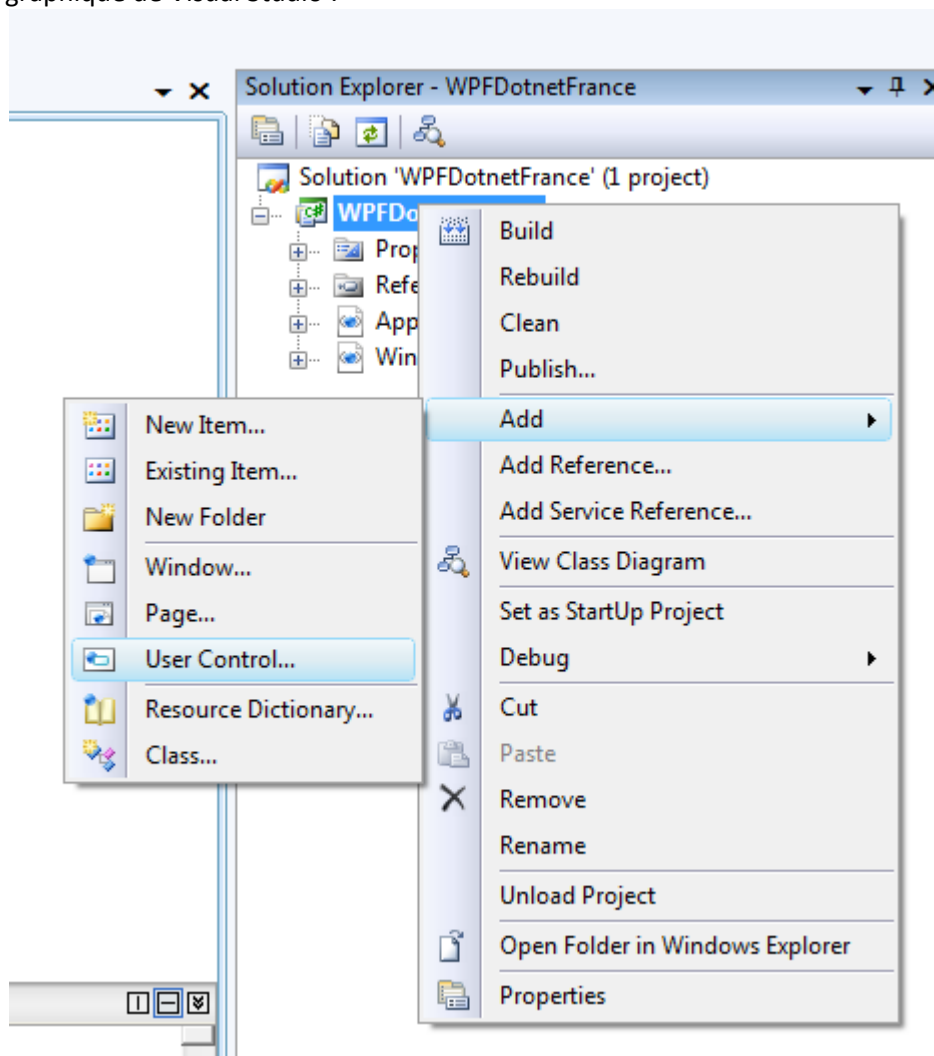 graphique de Visual Studio :
Solution Explorer - WPFDotnetFrance
Solution 'WPFDotnetFrance' (1 project)
WPFDo
Prop
Refe
App
Win
Build
Rebuild
Clean
Publish...
Add
Add Reference...
Add Service Reference...
View Class Diagram
Set as StartUp Project
Debug
Cut
Paste
Remove
Rename
Unload Project
Open Folder in Windows Explorer
Properties
New Item...
Existing Item...
New Folder
Window...
Page...
User Control...
Resource Dictionary...
Class...